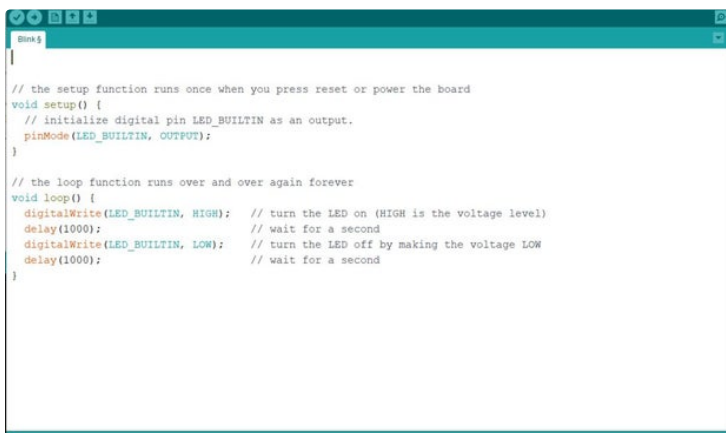 Blink§
// the setup function runs once when you press reset or power the board
void setup() {
  // initialize digital pin LED_BUILTIN as an output.
  pinMode(LED_BUILTIN, OUTPUT);
}
// the loop function runs over and over again forever
void loop() {
  digitalWrite(LED_BUILTIN, HIGH);   // turn the LED on (HIGH is the voltage level)
  delay(1000);                       // wait for a second
  digitalWrite(LED_BUILTIN, LOW);    // turn the LED off by making the voltage LOW
  delay(1000);                       // wait for a second
}